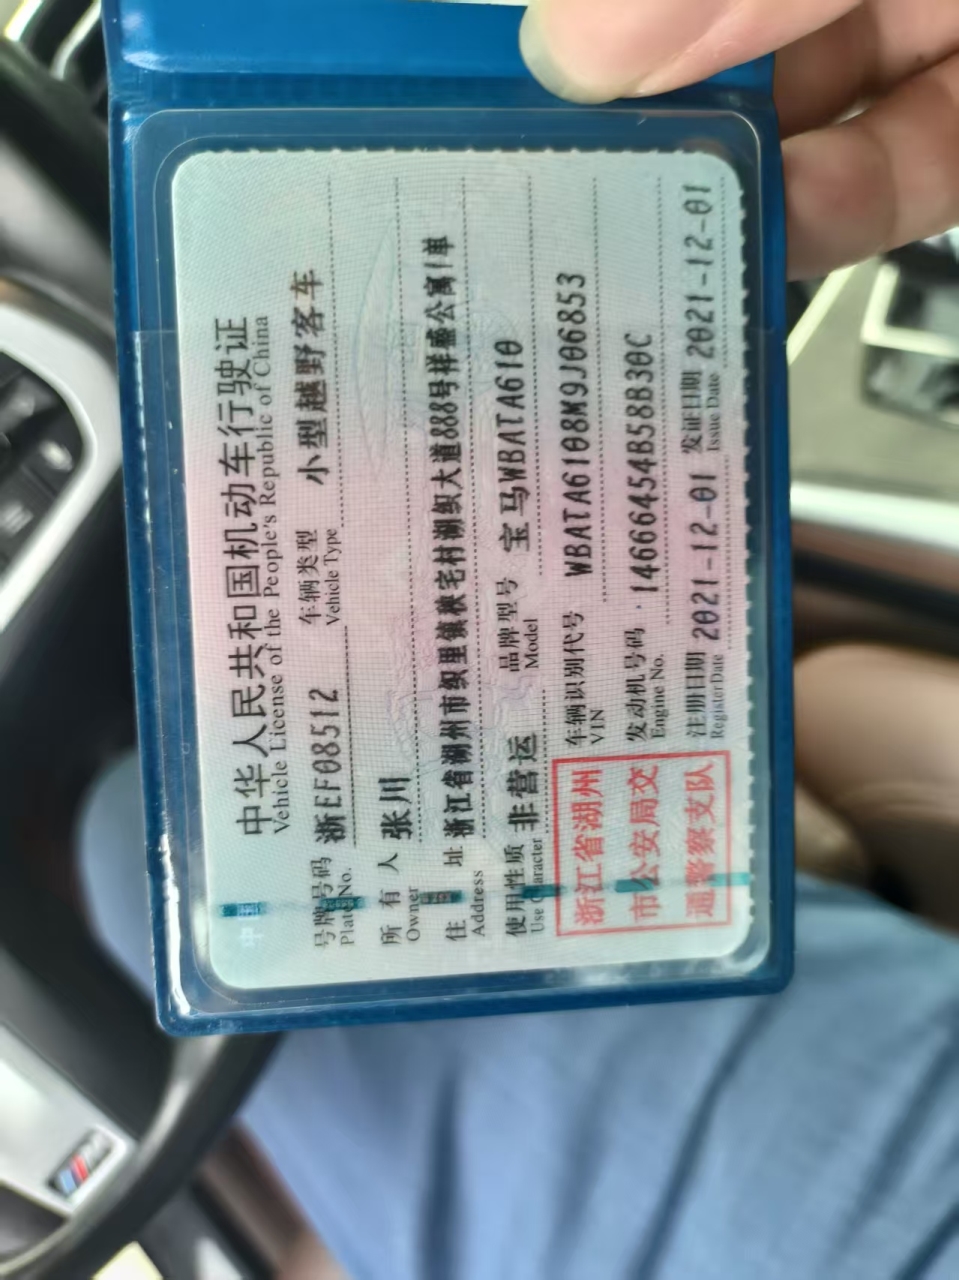 中华人民共和国机动车行驶证
Vehicle License of the People's Republic of China
号牌号码 浙EF08512 车辆类型 小型越野客车
Plate No. Vehicle Type
所有人 张川
Owner
住址 浙江省湖州市织里镇秧宅村湖织大道888号祥盛公寓1单
Address
使用性质 非营运 品牌型号 宝马WBATA610
Use Character Model
车辆识别代号 WBATA6108M9J06853
VIN
发动机号码 14666454B58B30C
Engine No.
注册日期 2021-12-01 发证日期 2021-12-01
Register Date Issue Date
浙江省湖州
市公安局交
通警察支队